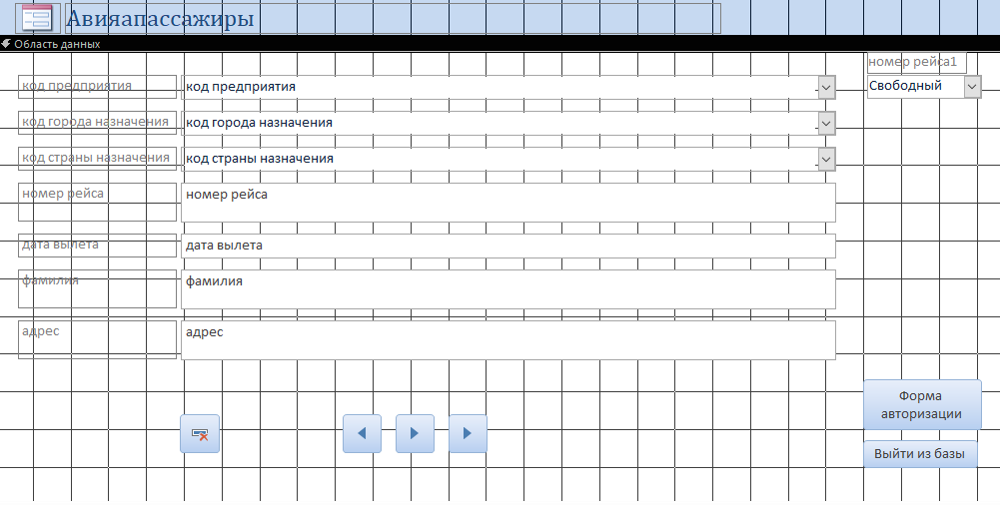 Авияапассажиры
Область данных
номер рейса1
код предприятия код предприятия Свободный
код города назначения код города назначения
код страны назначения код страны назначения
номер рейса номер рейса
дата вылета дата вылета
фамилия фамилия
адрес адрес
Форма
авторизации
Выйти из базы